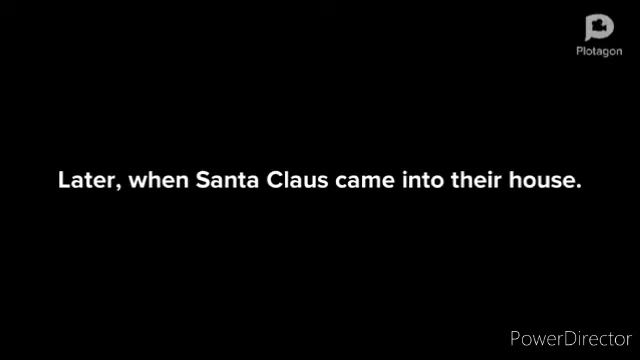 Plotagon
Later, when Santa Claus came into their house.
PowerDirector